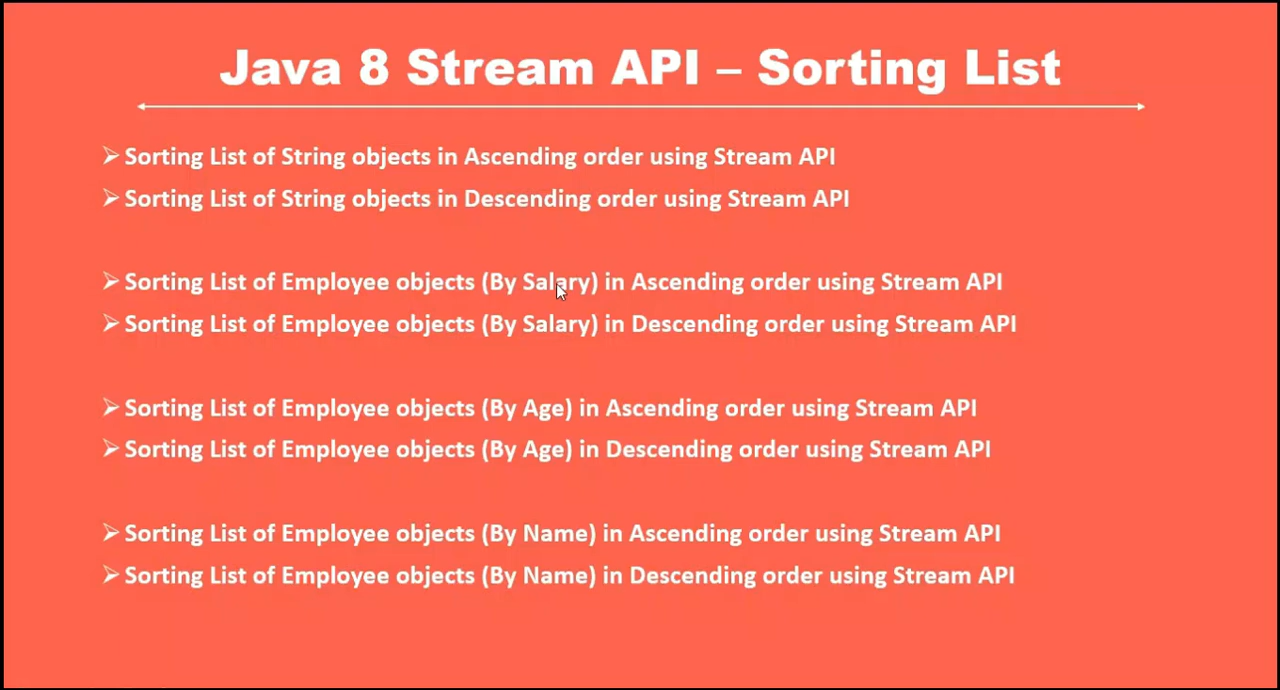 Java 8 Stream API – Sorting List
➢ Sorting List of String objects in Ascending order using Stream API
➢ Sorting List of String objects in Descending order using Stream API
➢ Sorting List of Employee objects (By Salary) in Ascending order using Stream API
➢ Sorting List of Employee objects (By Salary) in Descending order using Stream API
➢ Sorting List of Employee objects (By Age) in Ascending order using Stream API
➢ Sorting List of Employee objects (By Age) in Descending order using Stream API
➢ Sorting List of Employee objects (By Name) in Ascending order using Stream API
➢ Sorting List of Employee objects (By Name) in Descending order using Stream API